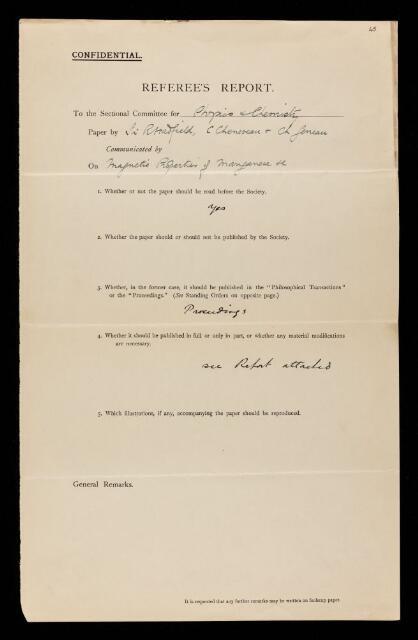 CONFIDENTIAL.
REFEREE'S REPORT.
To the Sectional Committee for Physics & Chemistry
Paper by Sir R Hadfield, C Cheneveau & Ch Geneau
Communicated by
On Magnetic Properties of Manganese &c
1. Whether or not the paper should be read before the Society.
Yes
2. Whether the paper should or should not be published by the Society.
3. Whether, in the former case, it should be published in the "Philosophical Transactions"
or the "Proceedings." (See Standing Orders on opposite page.)
Proceedings
4. Whether it should be published in full or only in part, or whether any material modifications
are necessary.
see Report attached
5. Which illustrations, if any, accompanying the paper should be reproduced.
General Remarks.
It is requested that any further remarks may be written on foolscap paper.